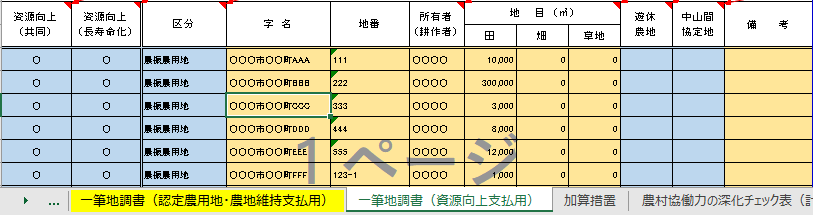 資源向上（共同） 資源向上（長寿命化） 区分 字 名 地番 所有者（耕作者） 地 目（㎡） 遊休農地 中山間協定地 備 考
田 畑 草地
○ ○ 農振農用地 ○○○市○○町AAA 111 ○○○○ 10,000 0 0
○ ○ 農振農用地 ○○○市○○町BBB 222 ○○○○ 300,000 0 0
○ ○ 農振農用地 ○○○市○○町CCC 333 ○○○○ 3,000 0 0
○ ○ 農振農用地 ○○○市○○町DDD 444 ○○○○ 8,000 0 0
○ ○ 農振農用地 ○○○市○○町EEE 555 ○○○○ 12,000 0 0
○ ○ 農振農用地 ○○○市○○町FFF 123-1 ○○○○ 1,000 0 0
1 ページ
... 一筆地調書（認定農用地・農地維持支払用） 一筆地調書（資源向上支払用） 加算措置 農村協働力の深化チェック表（計